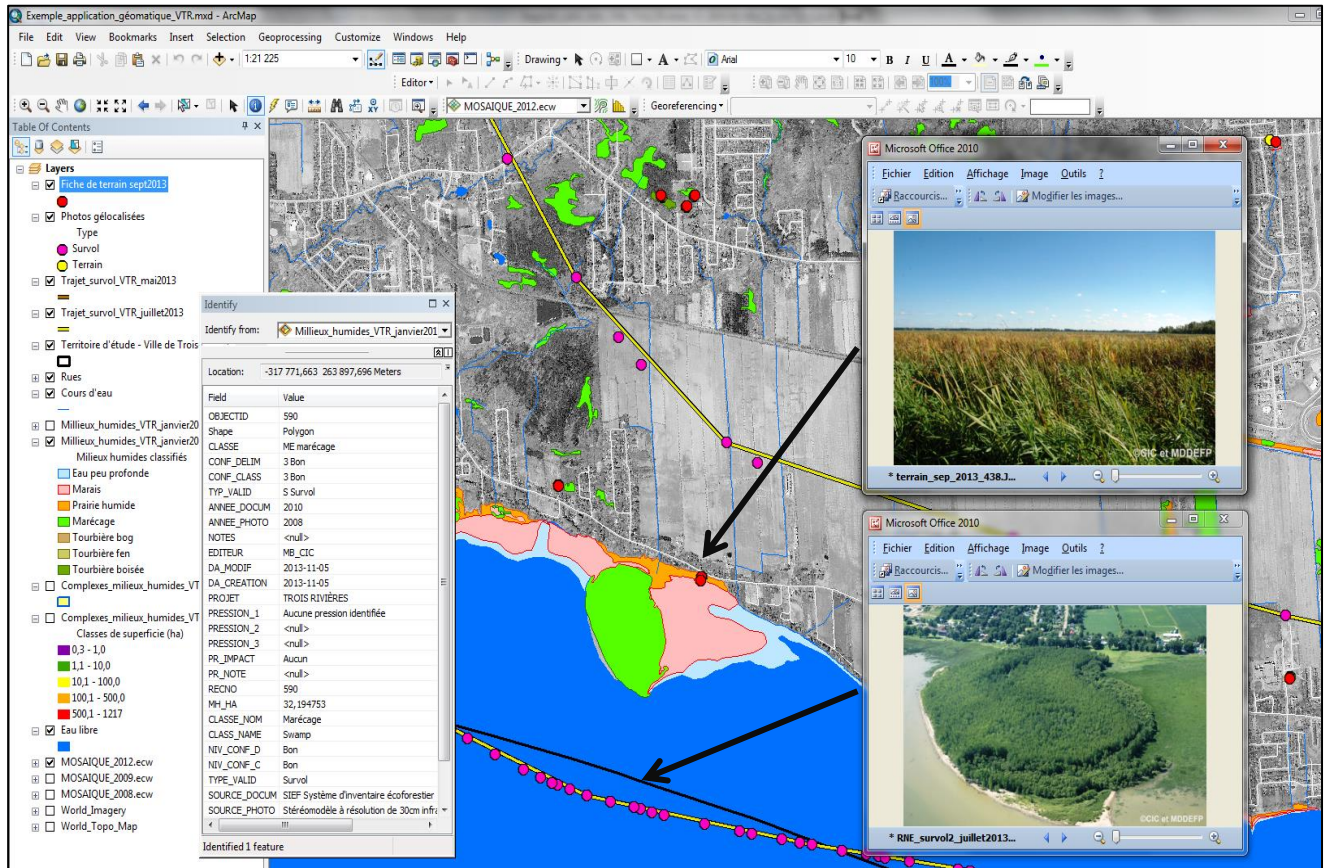 Exemple_application_géomatique_VTR.mxd - ArcMap
File Edit View Bookmarks Insert Selection Geoprocessing Customize Windows Help
1:21 225
Drawing
A
Arial
10
B I U A
Editor
100%
MOSAIQUE_2012.ecw
Georeferencing
Table Of Contents
Layers
Fiche de terrain sept2013
Photos gélocalisées
Type
Survol
Terrain
Trajet_survol_VTR_mai2013
Trajet_survol_VTR_juillet2013
Territoire d'étude - Ville de Trois
Rues
Cours d'eau
Millieux_humides_VTR_janvier20
Millieux_humides_VTR_janvier20
Milieux humides classifiés
Eau peu profonde
Marais
Prairie humide
Marécage
Tourbière bog
Tourbière fen
Tourbière boisée
Complexes_milieux_humides_VT
Complexes_milieux_humides_VT
Classes de superficie (ha)
0,3 - 1,0
1,1 - 10,0
10,1 - 100,0
100,1 - 500,0
500,1 - 1217
Eau libre
MOSAIQUE_2012.ecw
MOSAIQUE_2009.ecw
MOSAIQUE_2008.ecw
World_Imagery
World_Topo_Map
Identify
Identify from: Millieux_humides_VTR_janvier201
Location: -317 771,663 263 897,696 Meters
Field Value
OBJECTID 590
Shape Polygon
CLASSE ME marécage
CONF_DELIM 3 Bon
CONF_CLASS 3 Bon
TYP_VALID S Survol
ANNEE_DOCUM 2010
ANNEE_PHOTO 2008
NOTES <null>
EDITEUR MB_CIC
DA_MODIF 2013-11-05
DA_CREATION 2013-11-05
PROJET TROIS RIVIÈRES
PRESSION_1 Aucune pression identifiée
PRESSION_2 <null>
PRESSION_3 <null>
PR_IMPACT Aucun
PR_NOTE <null>
RECNO 590
MH_HA 32,194753
CLASSE_NOM Marécage
CLASS_NAME Swamp
NIV_CONF_D Bon
NIV_CONF_C Bon
TYPE_VALID Survol
SOURCE_DOCUM SIEF Système d'inventaire écoforestier
SOURCE_PHOTO Stéréomodèle à résolution de 30cm infra
Identified 1 feature
Microsoft Office 2010
Fichier Edition Affichage Image Outils ?
Raccourcis... Modifier les images...
©CIC et MDDEFP
* terrain_sep_2013_438.J...
Microsoft Office 2010
Fichier Edition Affichage Image Outils ?
Raccourcis... Modifier les images...
©CIC et MDDEFP
* RNE_survol2_juillet2013...